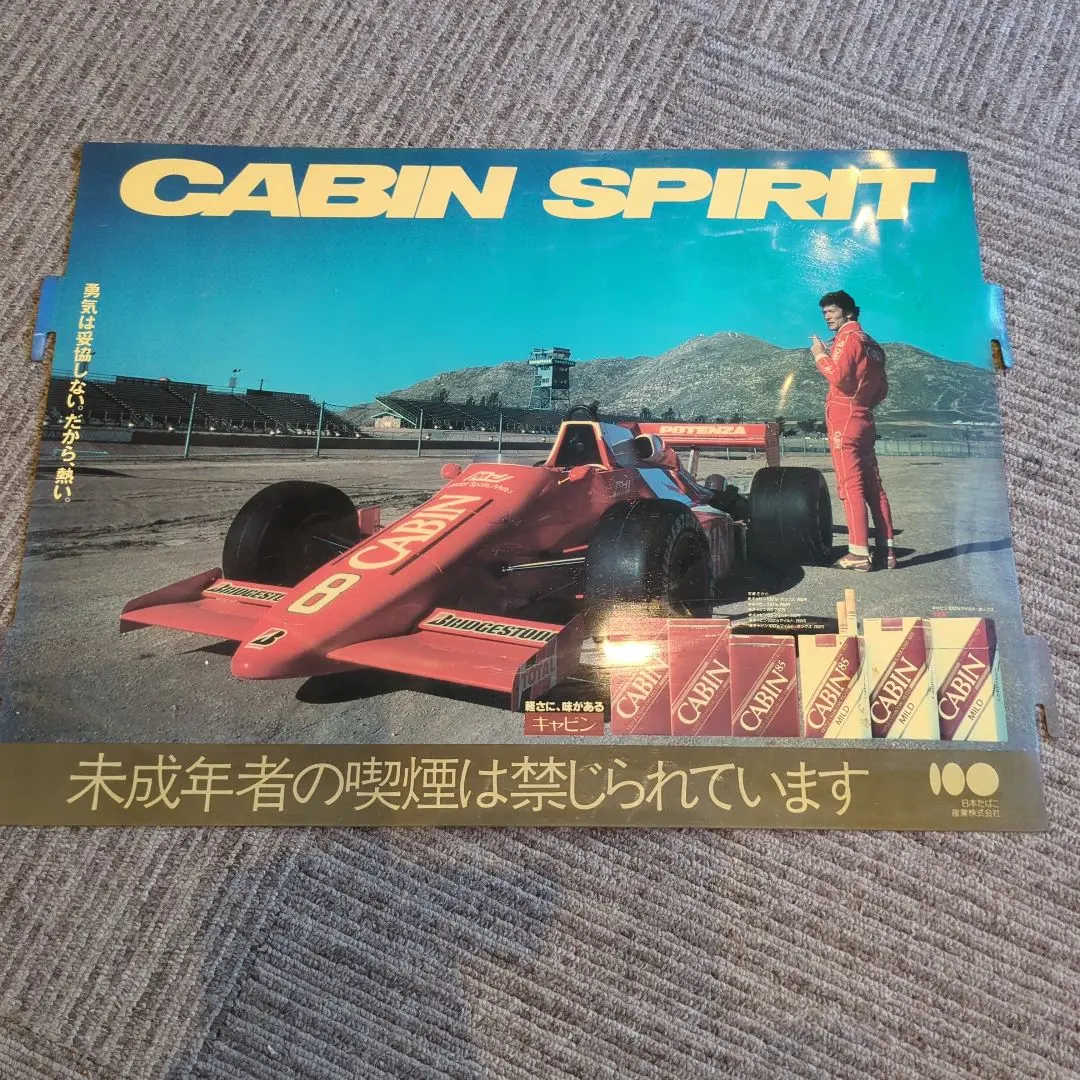 CABIN SPIRIT
勇気は妥協しない。だから、熱い。
POTENZA
CABIN
8
BRIDGESTONE
B
BRIDGESTONE
軽さに、味がある
キャビン
CABIN
CABIN
CABIN 85
CABIN 85
MILD
CABIN
MILD
CABIN
MILD
未成年者の喫煙は禁じられています
日本たばこ
産業株式会社